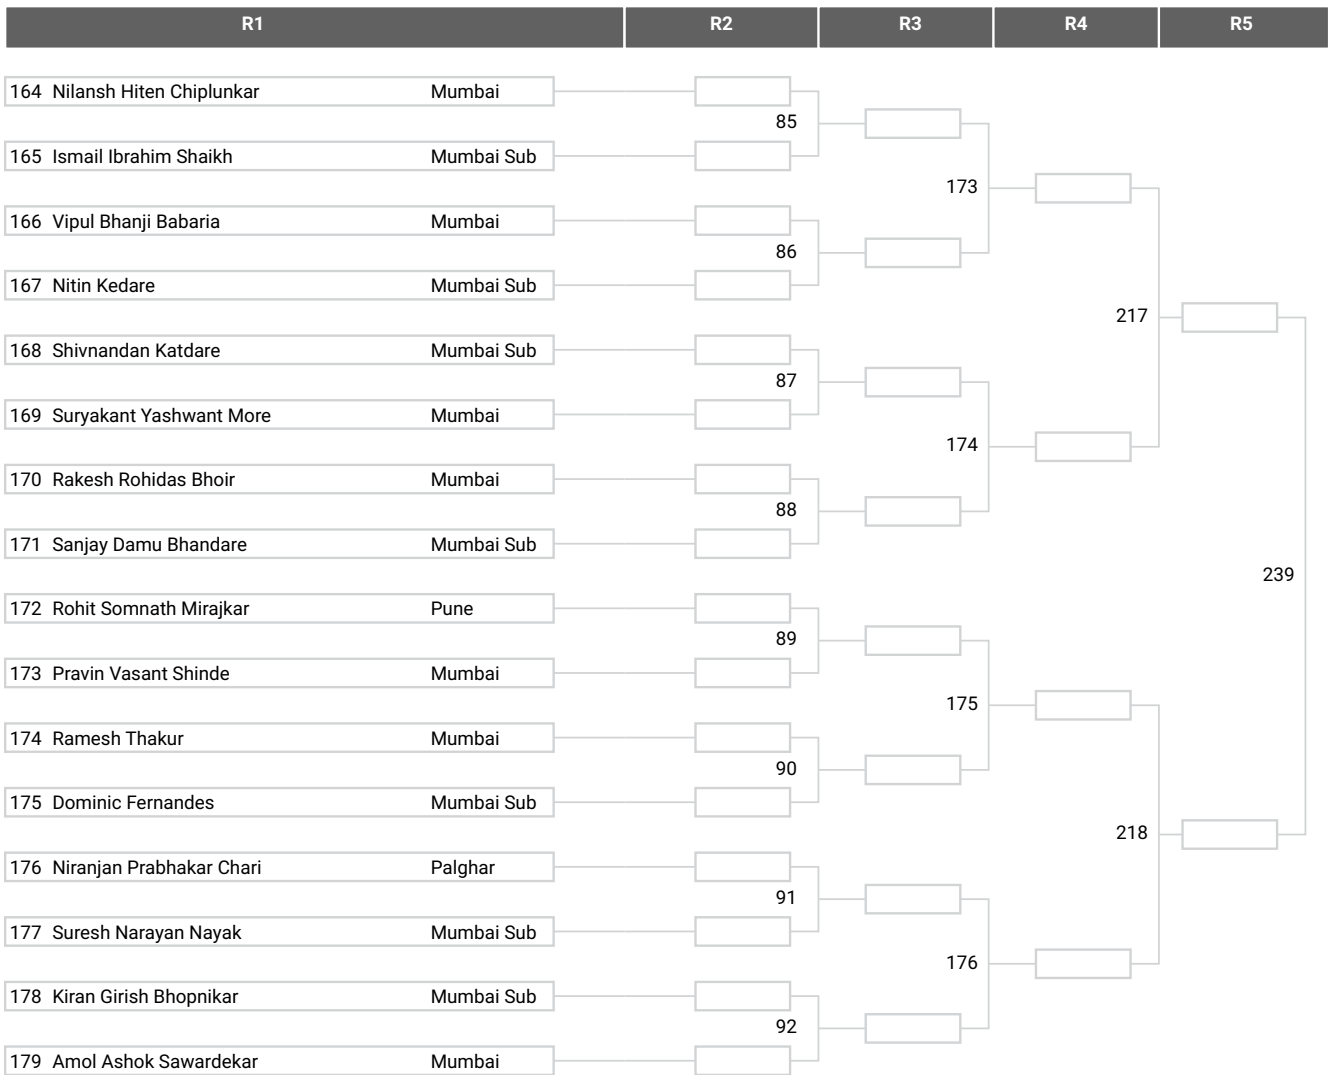 R1 R2 R3 R4 R5
164 Nilansh Hiten Chiplunkar Mumbai
85
165 Ismail Ibrahim Shaikh Mumbai Sub
173
166 Vipul Bhanji Babaria Mumbai
86
167 Nitin Kedare Mumbai Sub
217
168 Shivnandan Katdare Mumbai Sub
87
169 Suryakant Yashwant More Mumbai
174
170 Rakesh Rohidas Bhoir Mumbai
88
171 Sanjay Damu Bhandare Mumbai Sub
239
172 Rohit Somnath Mirajkar Pune
89
173 Pravin Vasant Shinde Mumbai
175
174 Ramesh Thakur Mumbai
90
175 Dominic Fernandes Mumbai Sub
218
176 Niranjan Prabhakar Chari Palghar
91
177 Suresh Narayan Nayak Mumbai Sub
176
178 Kiran Girish Bhopnikar Mumbai Sub
92
179 Amol Ashok Sawardekar Mumbai